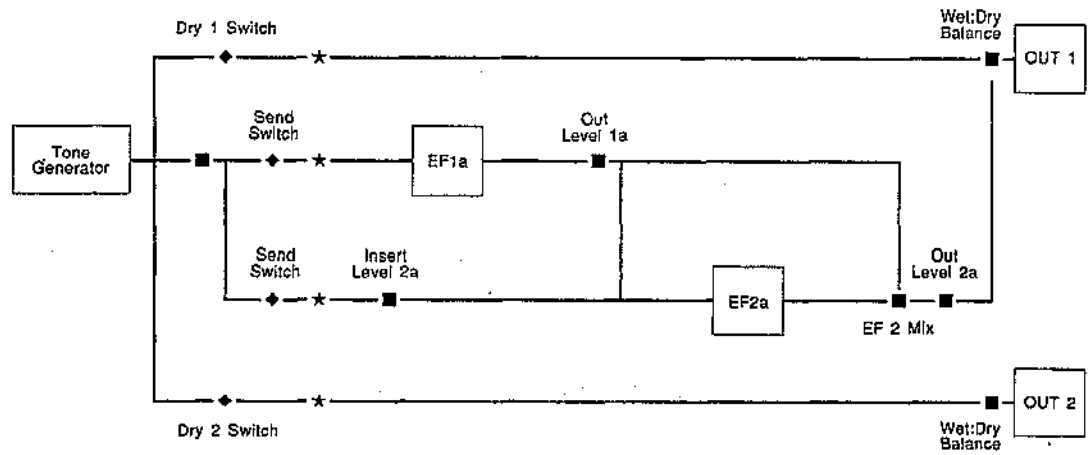 Dry 1 Switch
Wet:Dry
Balance
OUT 1
Send
Switch
Out
Level 1a
Tone
Generator
EF1a
Send
Switch
Insert
Level 2a
Out
Level 2a
EF2a
EF 2 Mix
OUT 2
Dry 2 Switch
Wet:Dry
Balance